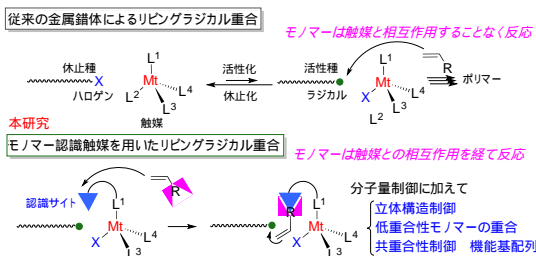 従来の金属錯体によるリビングラジカル重合
モノマーは触媒と相互作用することなく反応
休止種
X
ハロゲン
L1
Mt
L2
L3
L4
触媒
活性化
休止化
活性種
ラジカル
L1
Mt
X
L2
L3
L4
R
ポリマー
本研究
モノマー認識触媒を用いたリビングラジカル重合
モノマーは触媒との相互作用を経て反応
認識サイト
R
L1
Mt
X
L3
L4
R
L1
Mt
X
L3
L4
分子量制御に加えて
立体構造制御
低重合性モノマーの重合
共重合性制御 機能基配列